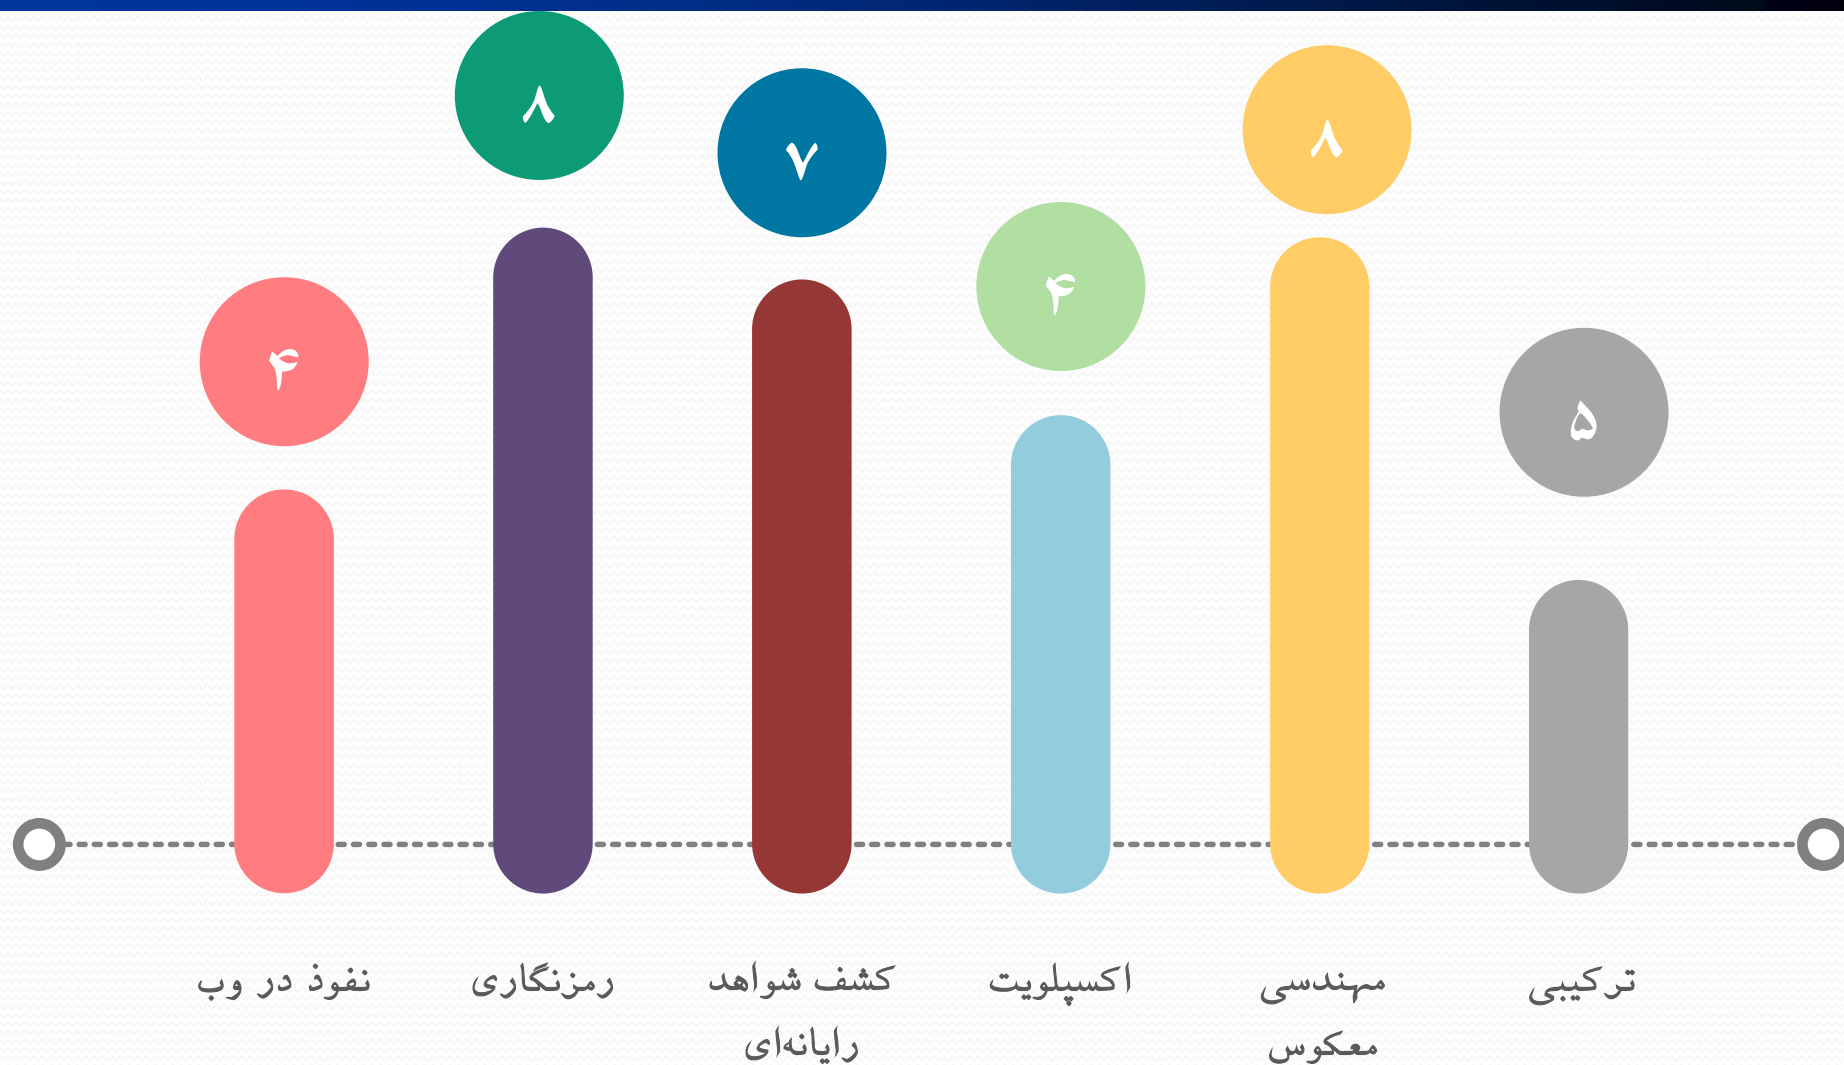 ۸
۷
۸
۴
۴
۵
نفوذ در وب
رمزنگاری
کشف شواهد
رایانه‌ای
اکسپلویت
مهندسی
معکوس
ترکیبی